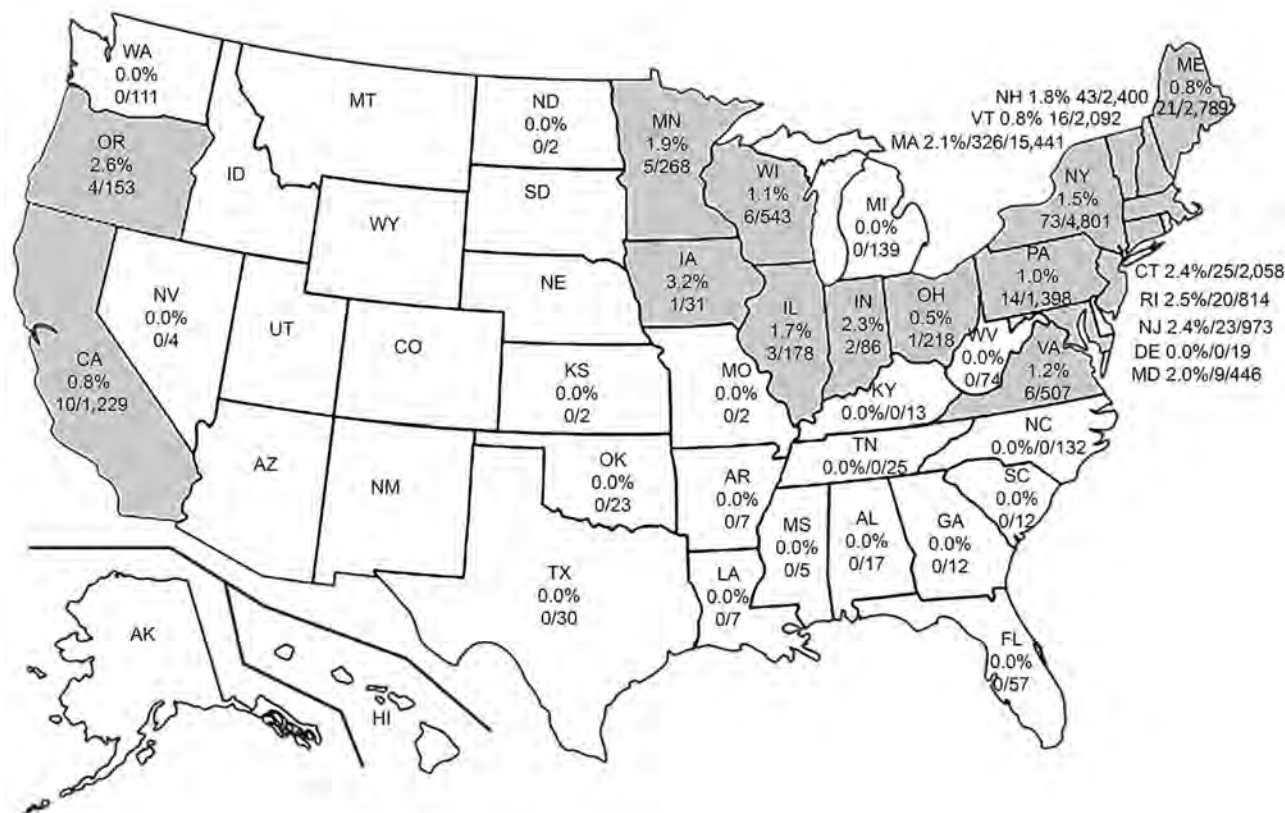 WA
0.0%
0/111
OR
2.6%
4/153
CA
0.8%
10/1,229
NV
0.0%
0/4
ID
MT
WY
UT
CO
AZ
NM
ND
0.0%
0/2
SD
NE
KS
0.0%
0/2
OK
0.0%
0/23
TX
0.0%
0/30
MN
1.9%
5/268
IA
3.2%
1/31
MO
0.0%
0/2
AR
0.0%
0/7
LA
0.0%
0/7
WI
1.1%
6/543
IL
1.7%
3/178
MI
0.0%
0/139
IN
2.3%
2/86
OH
0.5%
1/218
KY
0.0%/0/13
TN
0.0%/0/25
MS
0.0%
0/5
AL
0.0%
0/17
GA
0.0%
0/12
FL
0.0%
0/57
SC
0.0%
0/12
NC
0.0%/0/132
WV
0.0%
0/74
VA
1.2%
6/507
PA
1.0%
14/1,398
NY
1.5%
73/4,801
ME
0.8%
21/2,789
NH 1.8% 43/2,400
VT 0.8% 16/2,092
MA 2.1%/326/15,441
CT 2.4%/25/2,058
RI 2.5%/20/814
NJ 2.4%/23/973
DE 0.0%/0/19
MD 2.0%/9/446
AK
HI